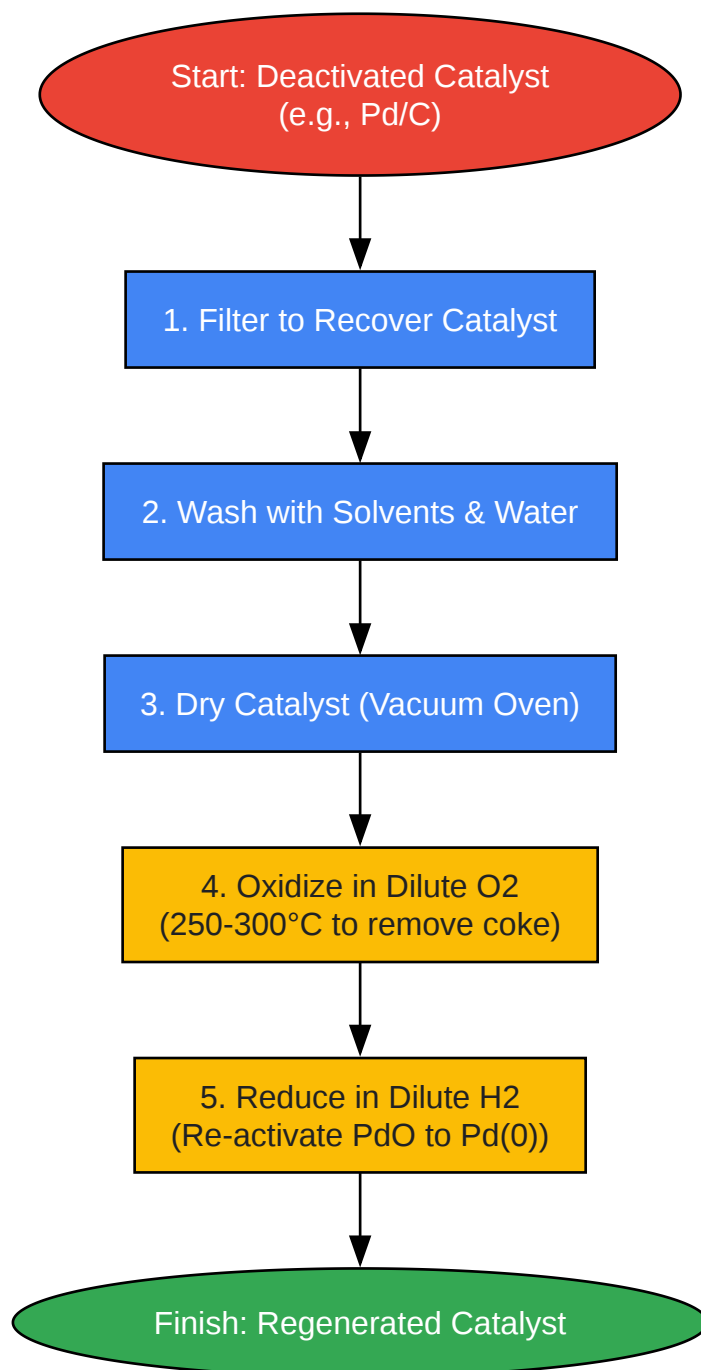 Start: Deactivated Catalyst
(e.g., Pd/C)
1. Filter to Recover Catalyst
2. Wash with Solvents & Water
3. Dry Catalyst (Vacuum Oven)
4. Oxidize in Dilute O2
(250-300°C to remove coke)
5. Reduce in Dilute H2
(Re-activate PdO to Pd(0))
Finish: Regenerated Catalyst